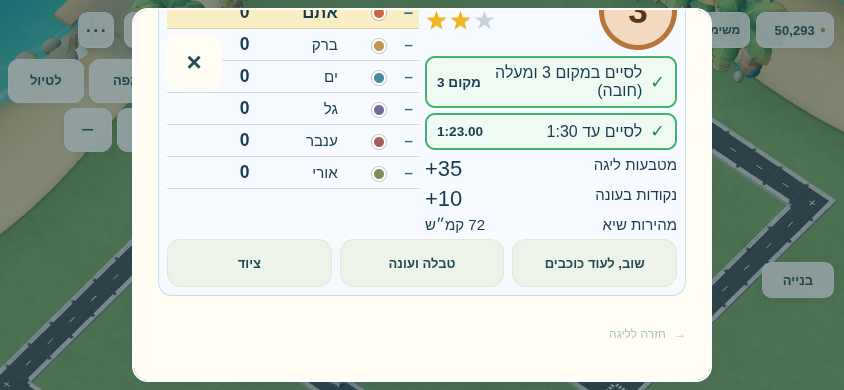 50,293
משימ
3
לסיים במקום 3 ומעלה (חובה)
מקום 3
לסיים עד 1:30
1:23.00
מטבעות ליגה
+35
נקודות בעונה
+10
מהירות שיא
72 קמ״ש
– אתם 0
– ברק 0
– ים 0
– גל 0
– ענבר 0
– אורי 0
שוב, לעוד כוכבים
טבלה ועונה
ציוד
→ חזרה לליגה
בנייה
לטיול